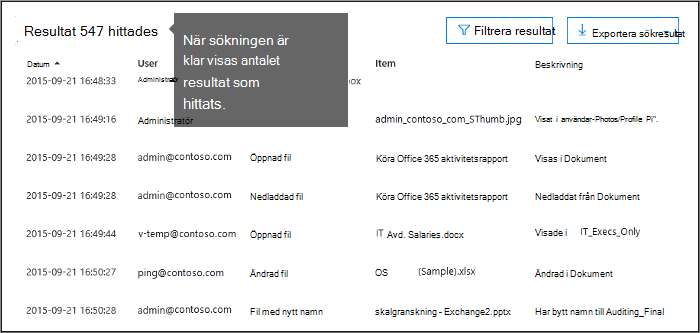 Resultat 547 hittades
När sökningen är
klar visas antalet
resultat som
hittats.
Filtrera resultat
Exportera sökresultat
Datum User Item Beskrivning
2015-09-21 16:48:33 Administratör box
2015-09-21 16:49:16 Administratör admin_contoso_com_SThumb.jpg Visat i användar-Photos/Profile Pi".
2015-09-21 16:49:28 admin@contoso.com Öppnad fil Köra Office 365 aktivitetsrapport Visas i Dokument
2015-09-21 16:49:28 admin@contoso.com Nedladdad fil Köra Office 365 aktivitetsrapport Nedladdat från Dokument
2015-09-21 16:49:44 v-temp@contoso.com Öppnad fil IT Avd. Salaries.docx Visade i IT_Execs_Only
2015-09-21 16:50:27 ping@contoso.com Ändrad fil OS (Sample).xlsx Ändrad i Dokument
2015-09-21 16:50:28 admin@contoso.com Fil med nytt namn skalgranskning - Exchange2.pptx Har bytt namn till Auditing_Final